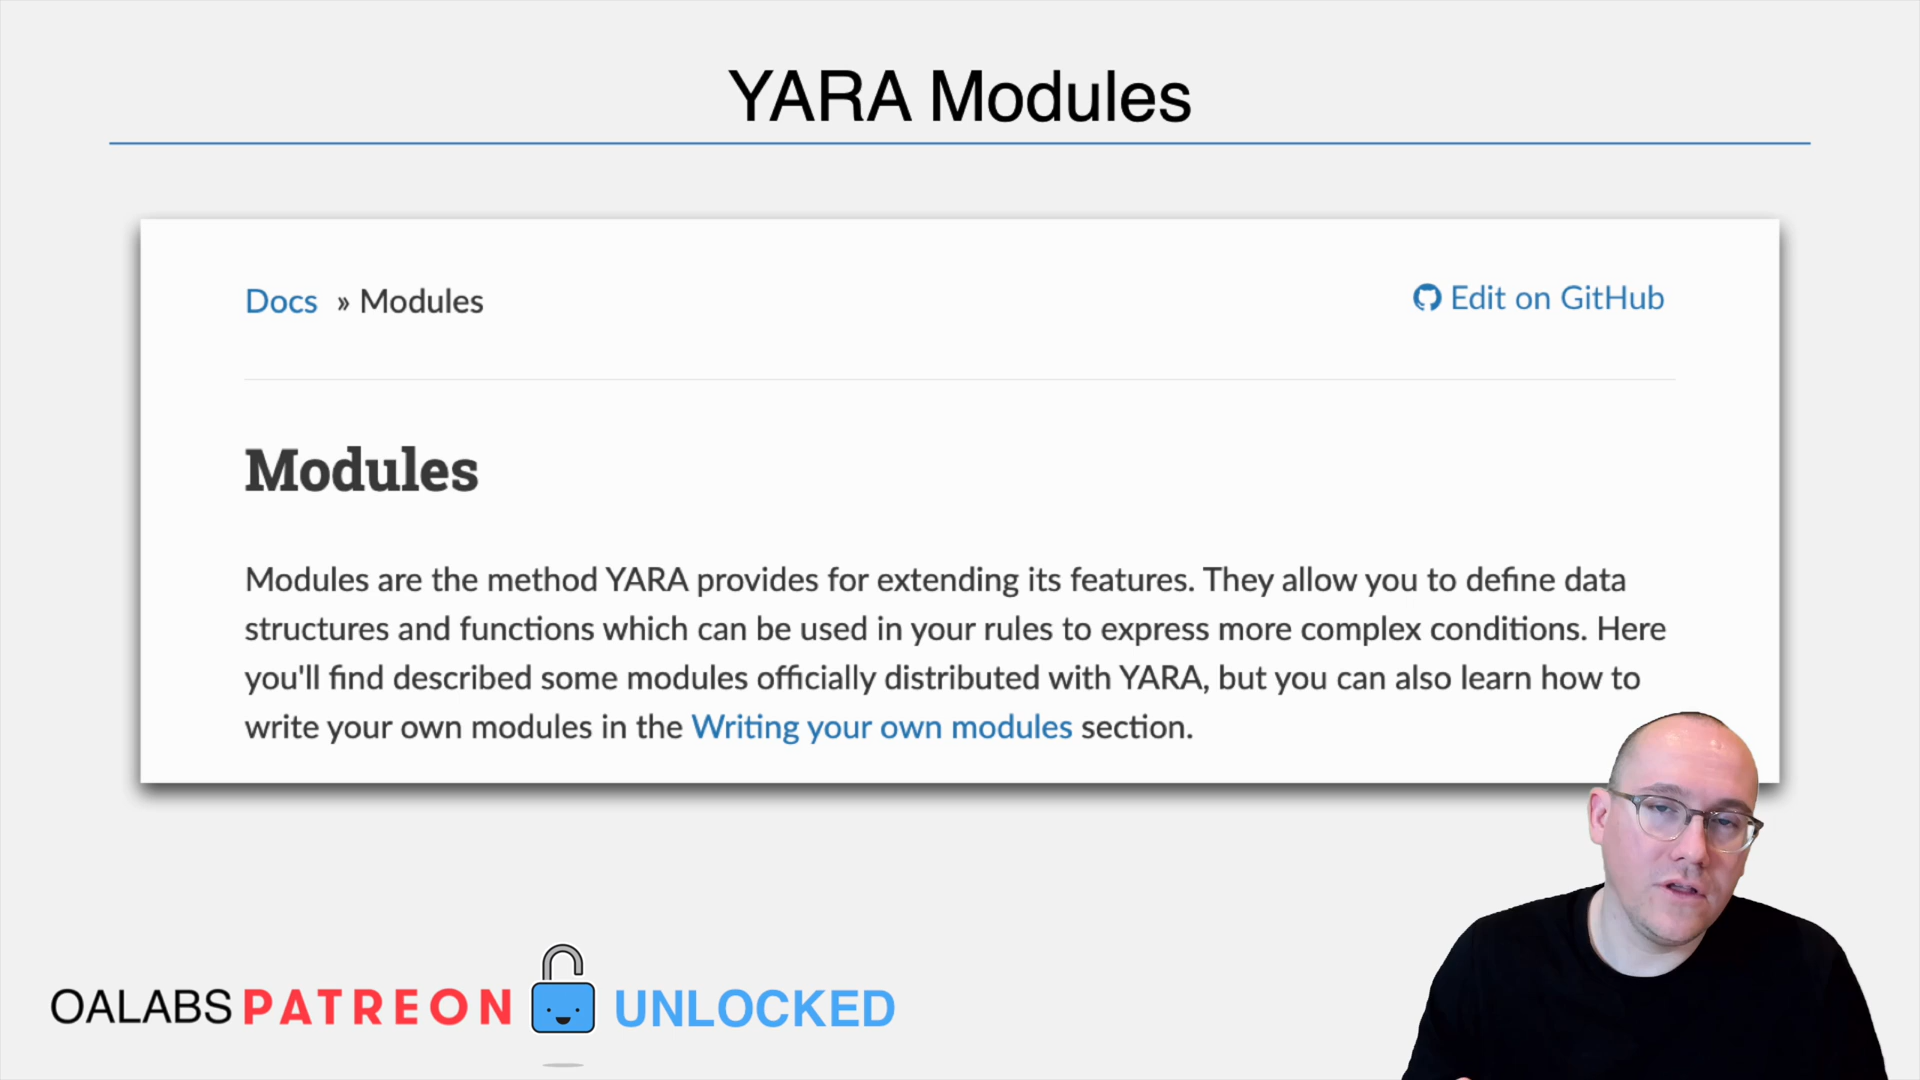 YARA Modules
Docs » Modules
Edit on GitHub
Modules
Modules are the method YARA provides for extending its features. They allow you to define data
structures and functions which can be used in your rules to express more complex conditions. Here
you'll find described some modules officially distributed with YARA, but you can also learn how to
write your own modules in the Writing your own modules section.
OALABS PATREON UNLOCKED